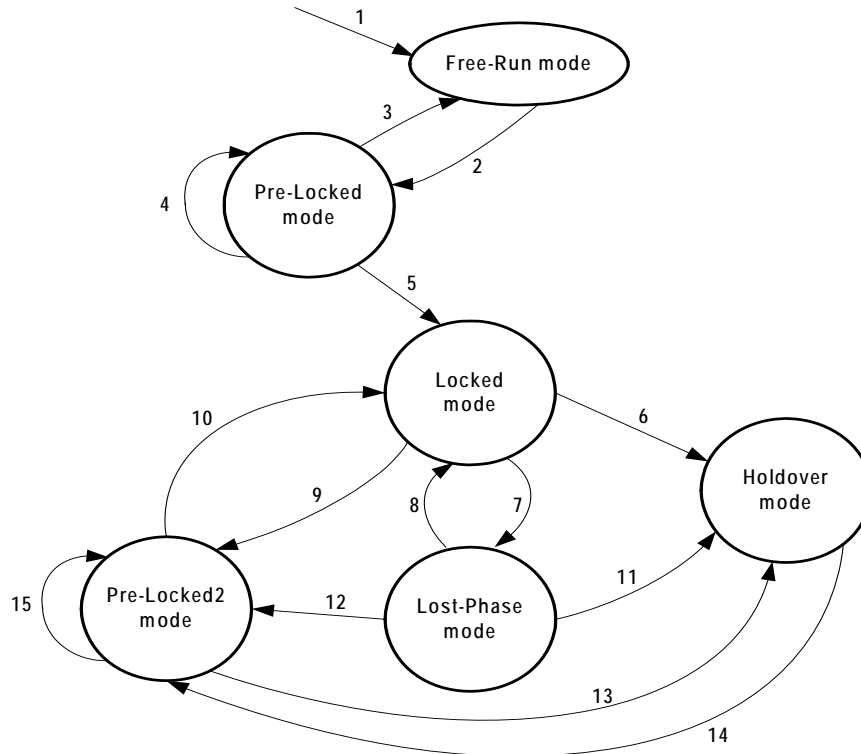 1
Free-Run mode
3
2
Pre-Locked
mode
4
5
Locked
mode
10
6
Holdover
mode
9
8
7
11
Pre-Locked2
mode
15
12
Lost-Phase
mode
13
14